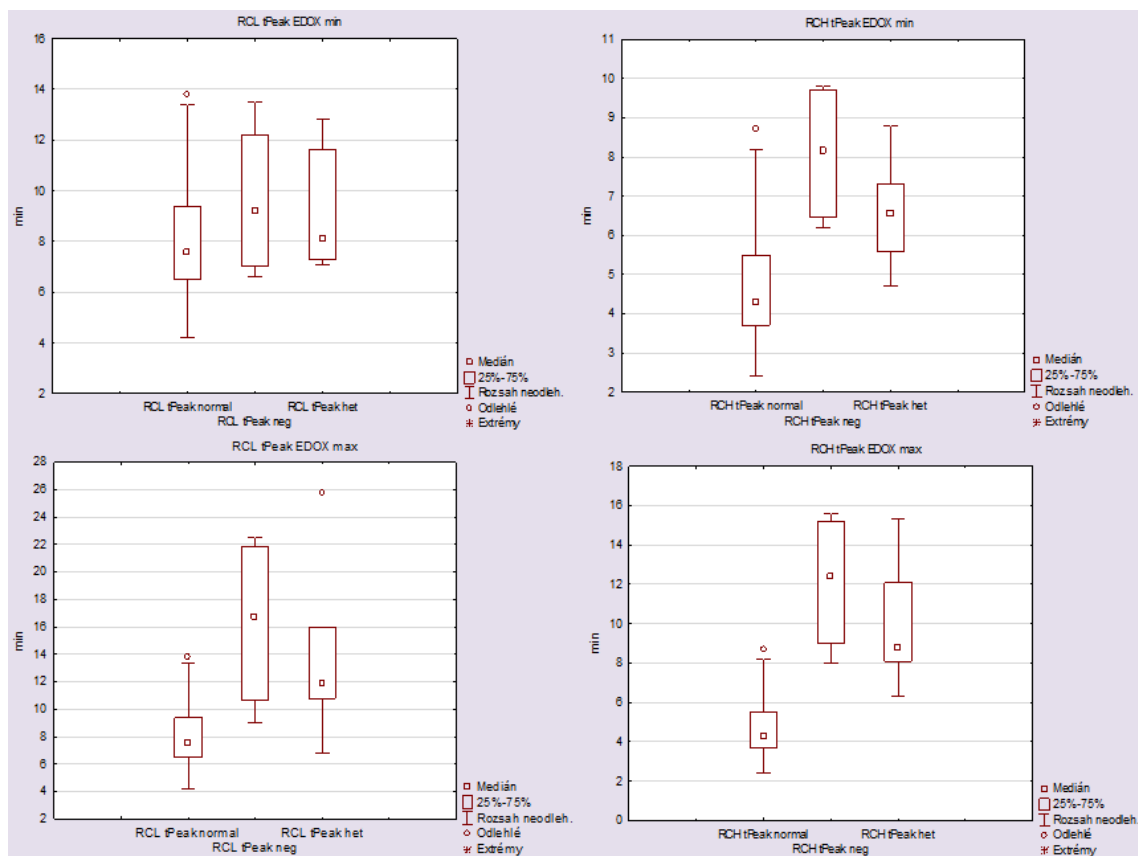 RCL tPeak EDOX min
16
14
12
10
8
6
4
2
min
RCL tPeak normal
RCL tPeak neg
RCL tPeak het
Medián
25%-75%
Rozsah neodleh.
Odlehlé
Extrémy
RCH tPeak EDOX min
11
10
9
8
7
6
5
4
3
2
min
RCH tPeak normal
RCH tPeak neg
RCH tPeak het
Medián
25%-75%
Rozsah neodleh.
Odlehlé
Extrémy
RCL tPeak EDOX max
28
26
24
22
20
18
16
14
12
10
8
6
4
2
min
RCL tPeak normal
RCL tPeak neg
RCL tPeak het
Medián
25%-75%
Rozsah neodleh.
Odlehlé
Extrémy
RCH tPeak EDOX max
18
16
14
12
10
8
6
4
2
0
min
RCH tPeak normal
RCH tPeak neg
RCH tPeak het
Medián
25%-75%
Rozsah neodleh.
Odlehlé
Extrémy